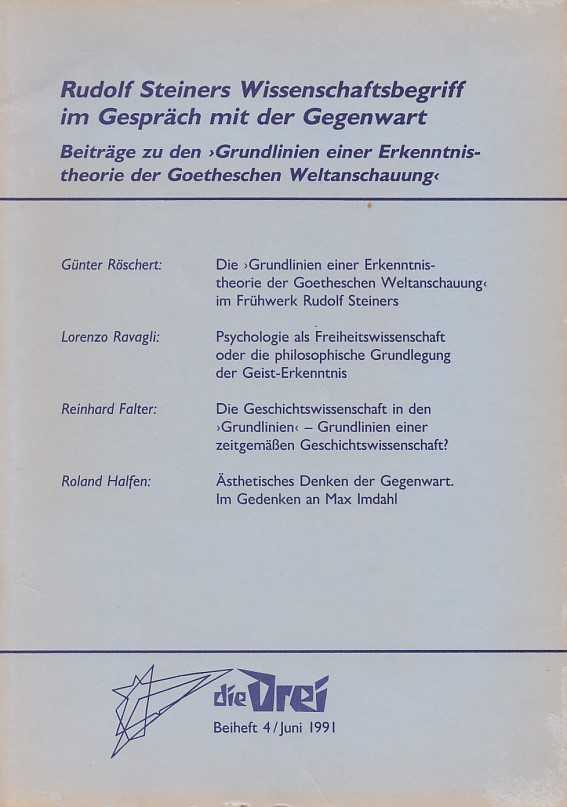 Rudolf Steiners Wissenschaftsbegriff
im Gespräch mit der Gegenwart
Beiträge zu den ›Grundlinien einer Erkenntnis-
theorie der Goetheschen Weltanschauung‹
Günter Röschert: Die ›Grundlinien einer Erkenntnis-
theorie der Goetheschen Weltanschauung‹
im Frühwerk Rudolf Steiners
Lorenzo Ravagli: Psychologie als Freiheitswissenschaft
oder die philosophische Grundlegung
der Geist-Erkenntnis
Reinhard Falter: Die Geschichtswissenschaft in den
›Grundlinien‹ – Grundlinien einer
zeitgemäßen Geschichtswissenschaft?
Roland Halfen: Ästhetisches Denken der Gegenwart.
Im Gedenken an Max Imdahl
die Drei
Beiheft 4/Juni 1991